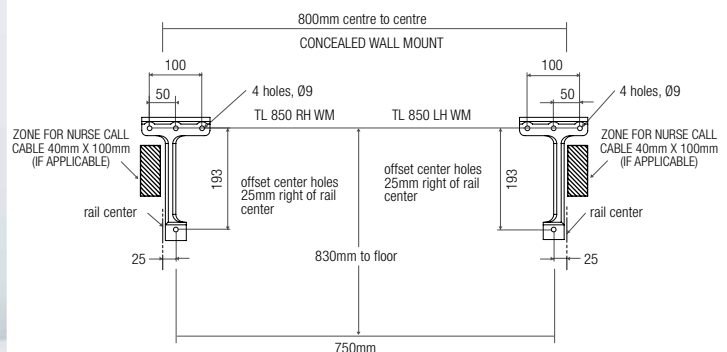 800mm centre to centre
CONCEALED WALL MOUNT
100
50
4 holes, Ø9
TL 850 RH WM
TL 850 LH WM
100
50
4 holes, Ø9
ZONE FOR NURSE CALL
CABLE 40mm X 100mm
(IF APPLICABLE)
193
offset center holes
25mm right of rail
center
offset center holes
25mm right of rail
center
193
ZONE FOR NURSE CALL
CABLE 40mm X 100mm
(IF APPLICABLE)
rail center
rail center
25
830mm to floor
25
750mm